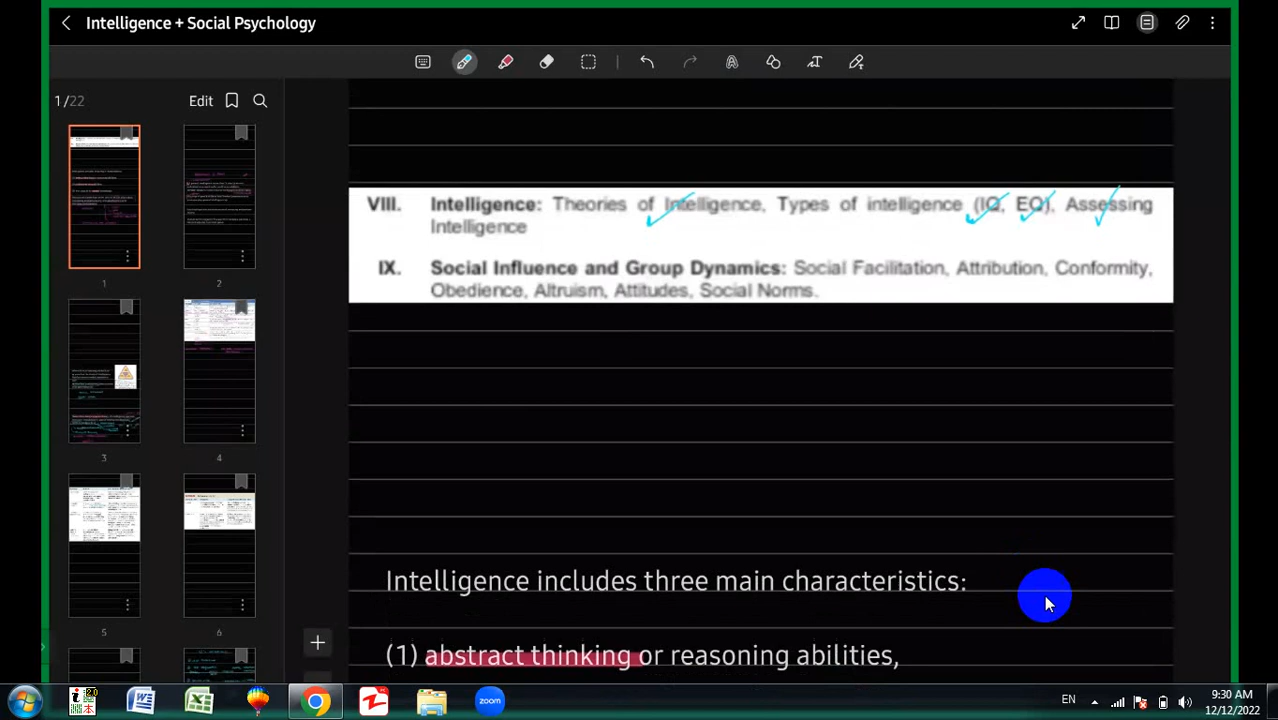 Intelligence + Social Psychology
1/22
Edit
VIII. Intelligence: Theories of Intelligence, of (IQ, EQ), Assessing
Intelligence
IX. Social Influence and Group Dynamics: Social Facilitation, Attribution, Conformity,
Obedience, Altruism, Attitudes, Social Norms.
1
2
3
4
5
6
Intelligence includes three main characteristics:
(1) abstract thinking or reasoning abilities
zoom
EN
9:30 AM
12/12/2022